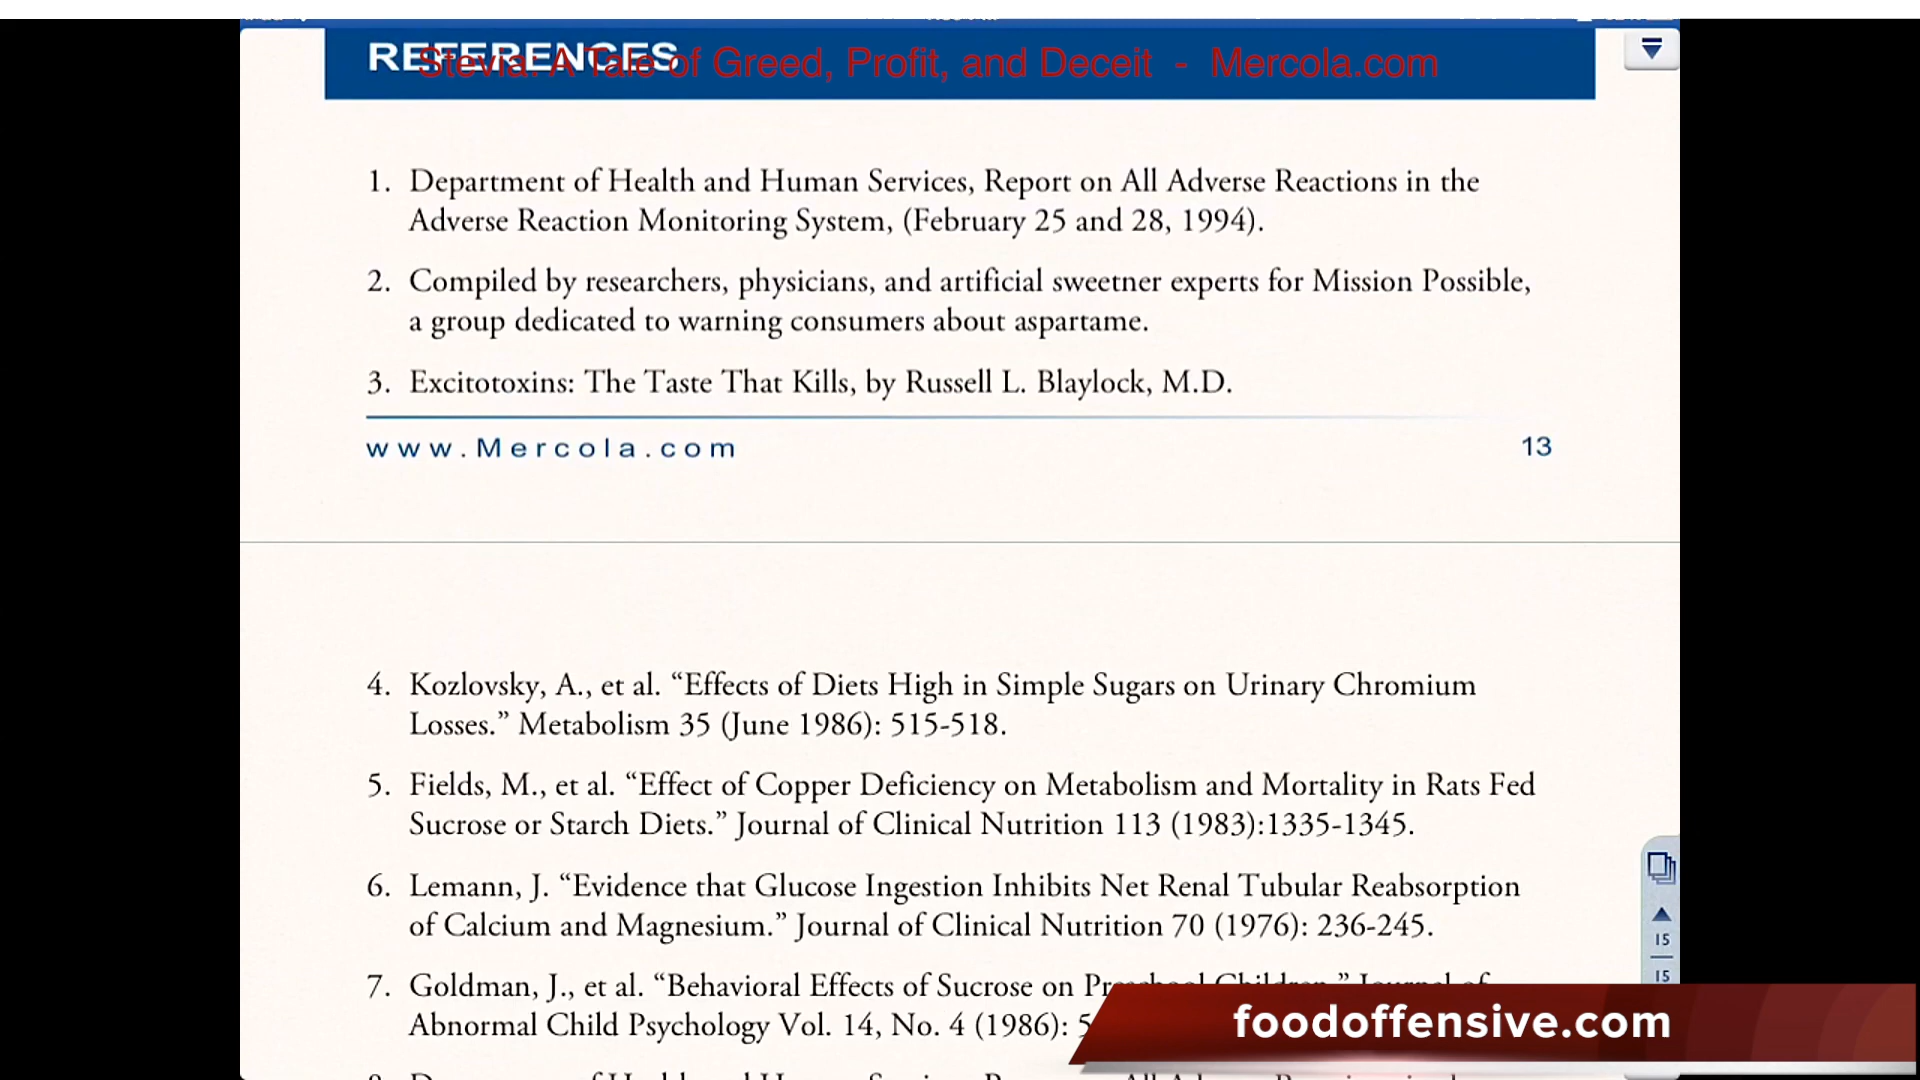 REFERENCES
Stevia: A Tale of Greed, Profit, and Deceit - Mercola.com
1. Department of Health and Human Services, Report on All Adverse Reactions in the
Adverse Reaction Monitoring System, (February 25 and 28, 1994).
2. Compiled by researchers, physicians, and artificial sweetner experts for Mission Possible,
a group dedicated to warning consumers about aspartame.
3. Excitotoxins: The Taste That Kills, by Russell L. Blaylock, M.D.
www.Mercola.com
13
4. Kozlovsky, A., et al. “Effects of Diets High in Simple Sugars on Urinary Chromium
Losses.” Metabolism 35 (June 1986): 515-518.
5. Fields, M., et al. “Effect of Copper Deficiency on Metabolism and Mortality in Rats Fed
Sucrose or Starch Diets.” Journal of Clinical Nutrition 113 (1983):1335-1345.
6. Lemann, J. “Evidence that Glucose Ingestion Inhibits Net Renal Tubular Reabsorption
of Calcium and Magnesium.” Journal of Clinical Nutrition 70 (1976): 236-245.
15
15
7. Goldman, J., et al. “Behavioral Effects of Sucrose on Preschool Children.” Journal of
Abnormal Child Psychology Vol. 14, No. 4 (1986): 5
foodoffensive.com